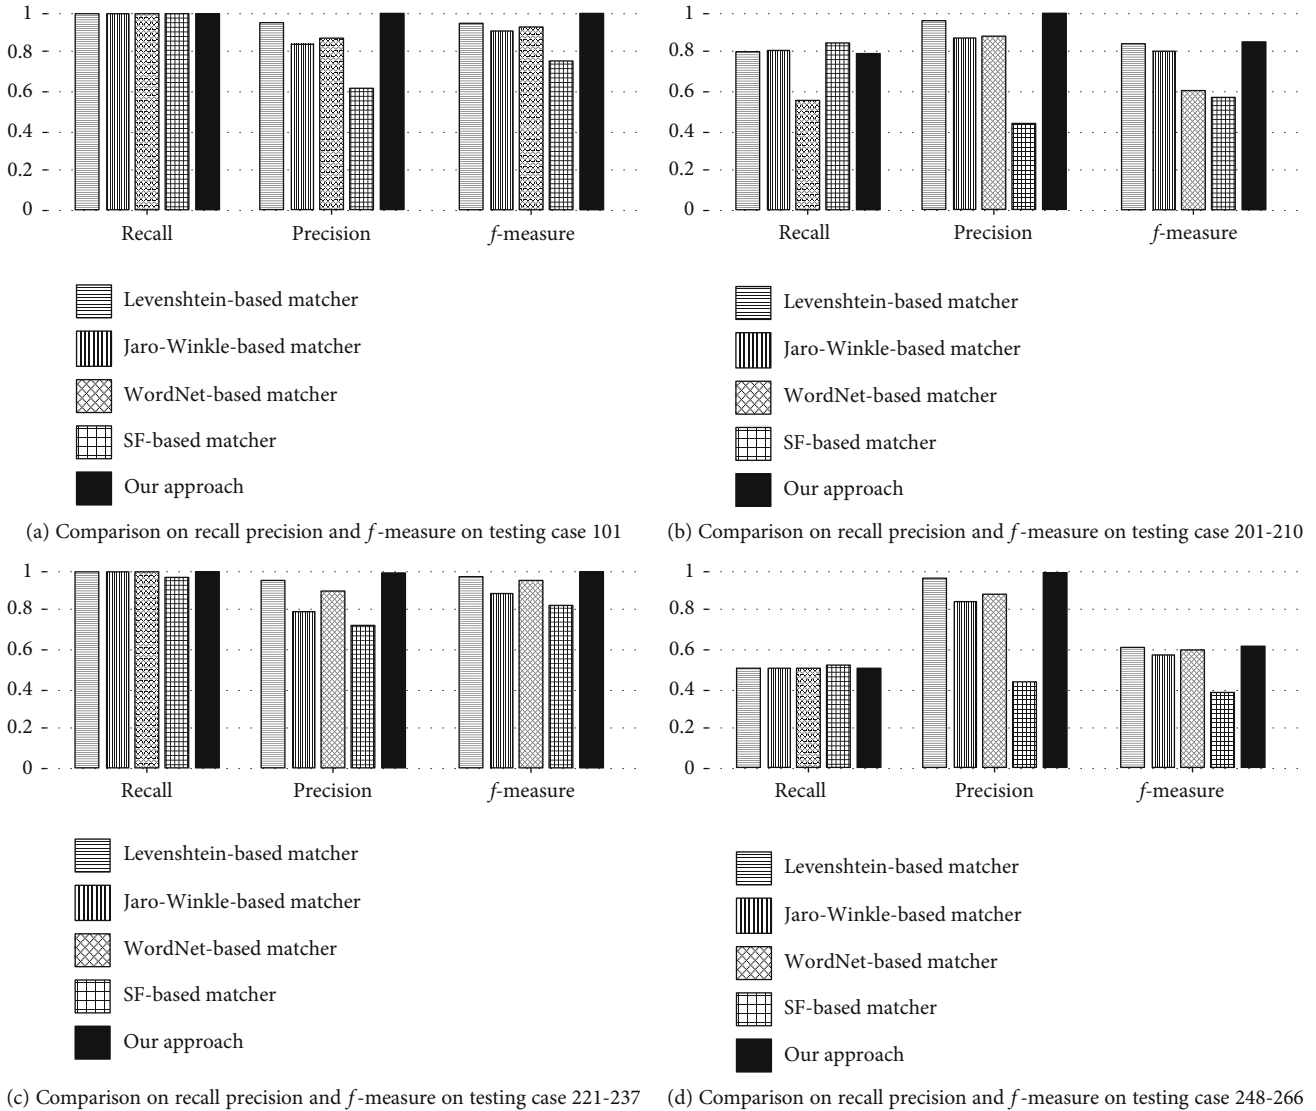 1
0.8
0.6
0.4
0.2
0
Recall Precision f-measure
Levenshtein-based matcher
Jaro-Winkle-based matcher
WordNet-based matcher
SF-based matcher
Our approach
(a) Comparison on recall precision and f-measure on testing case 101
1
0.8
0.6
0.4
0.2
0
Recall Precision f-measure
Levenshtein-based matcher
Jaro-Winkle-based matcher
WordNet-based matcher
SF-based matcher
Our approach
(b) Comparison on recall precision and f-measure on testing case 201-210
1
0.8
0.6
0.4
0.2
0
Recall Precision f-measure
Levenshtein-based matcher
Jaro-Winkle-based matcher
WordNet-based matcher
SF-based matcher
Our approach
(c) Comparison on recall precision and f-measure on testing case 221-237
1
0.8
0.6
0.4
0.2
0
Recall Precision f-measure
Levenshtein-based matcher
Jaro-Winkle-based matcher
WordNet-based matcher
SF-based matcher
Our approach
(d) Comparison on recall precision and f-measure on testing case 248-266